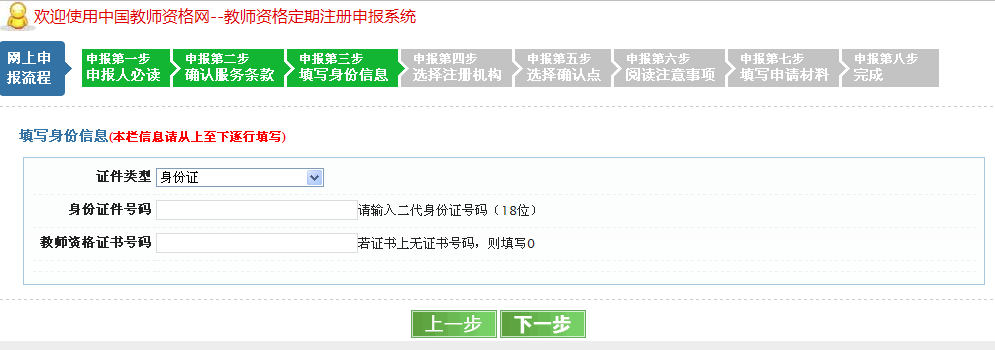 欢迎使用中国教师资格网--教师资格定期注册申报系统
网上申
报流程
申报第一步
申报人必读
申报第二步
确认服务条款
申报第三步
填写身份信息
申报第四步
选择注册机构
申报第五步
选择确认点
申报第六步
阅读注意事项
申报第七步
填写申请材料
申报第八步
完成
填写身份信息(本栏信息请从上至下逐行填写)
证件类型 身份证
身份证件号码 请输入二代身份证号码（18位）
教师资格证书号码 若证书上无证书号码，则填写0
上一步 下一步